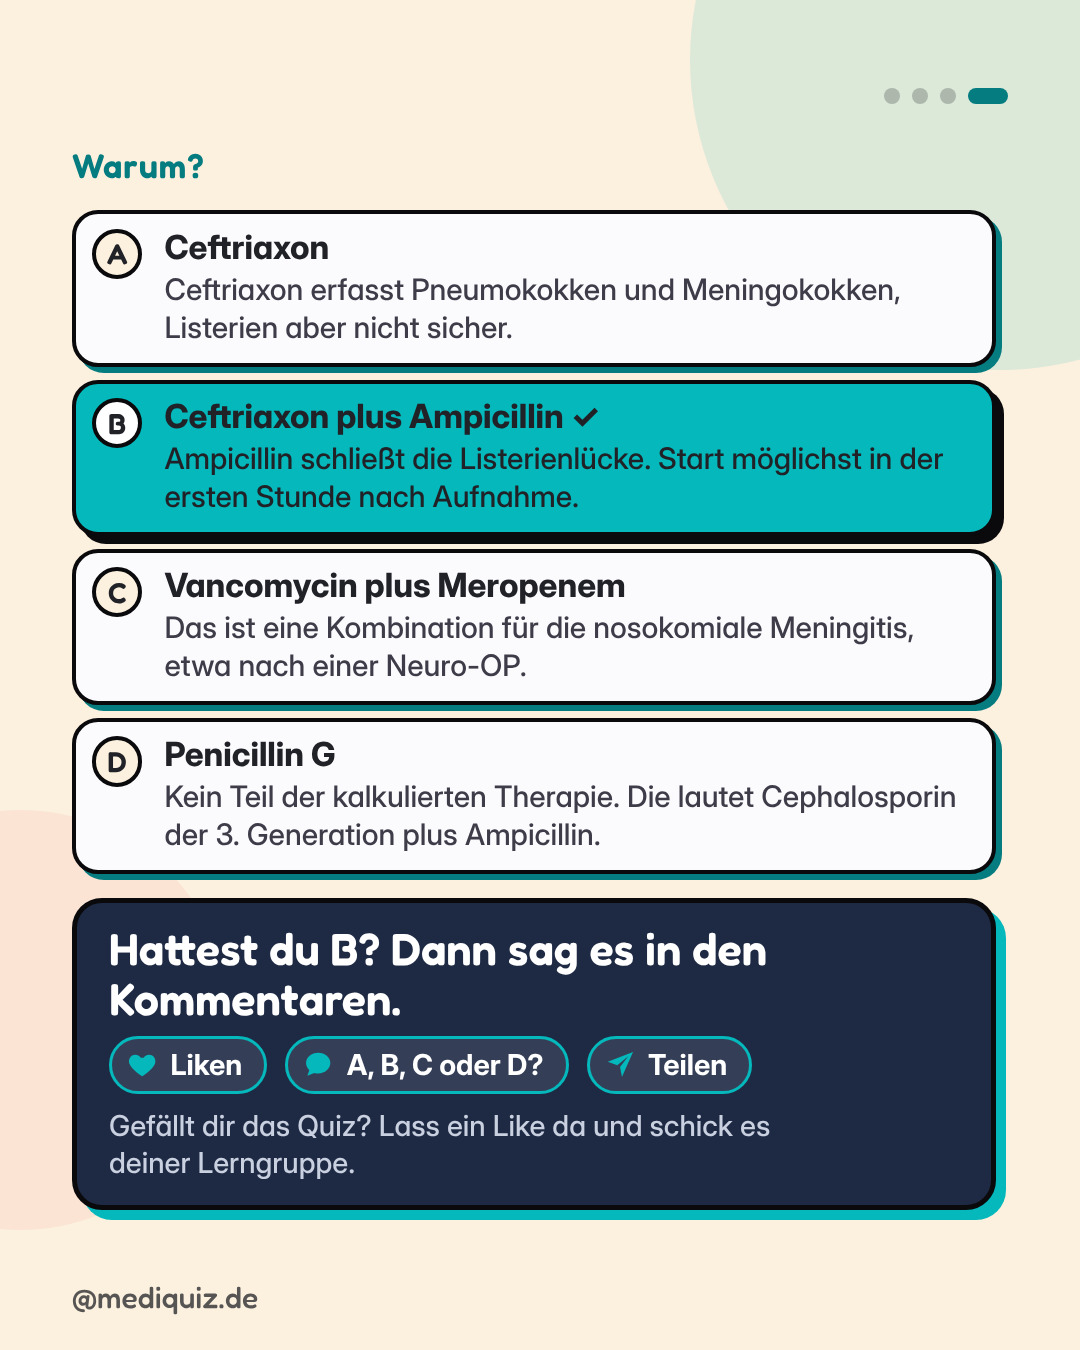 Warum?
A
Ceftriaxon
Ceftriaxon erfasst Pneumokokken und Meningokokken,
Listerien aber nicht sicher.
B
Ceftriaxon plus Ampicillin ✓
Ampicillin schließt die Listerienlücke. Start möglichst in der
ersten Stunde nach Aufnahme.
C
Vancomycin plus Meropenem
Das ist eine Kombination für die nosokomiale Meningitis,
etwa nach einer Neuro-OP.
D
Penicillin G
Kein Teil der kalkulierten Therapie. Die lautet Cephalosporin
der 3. Generation plus Ampicillin.
Hattest du B? Dann sag es in den
Kommentaren.
Liken
A, B, C oder D?
Teilen
Gefällt dir das Quiz? Lass ein Like da und schick es
deiner Lerngruppe.
@mediquiz.de